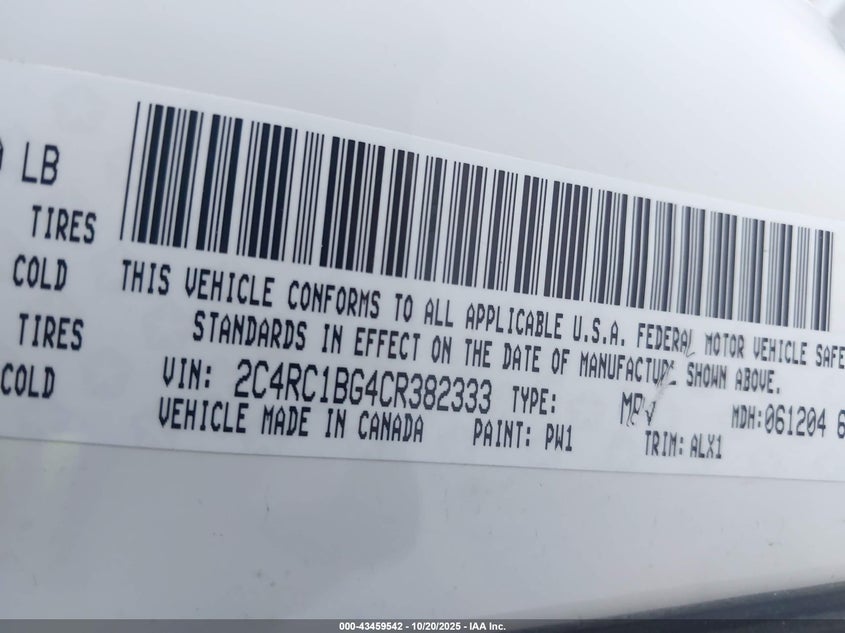 LB
TIRES
COLD
TIRES
COLD
THIS VEHICLE CONFORMS TO ALL APPLICABLE U.S.A. FEDERAL MOTOR VEHICLE SAFE
STANDARDS IN EFFECT ON THE DATE OF MANUFACTURE SHOWN ABOVE.
VIN: 2C4RC1BG4CR382333 TYPE: MPV MDH:061204 6
VEHICLE MADE IN CANADA PAINT: PW1 TRIM: ALX1
000-43459542 - 10/20/2025 - IAA Inc.